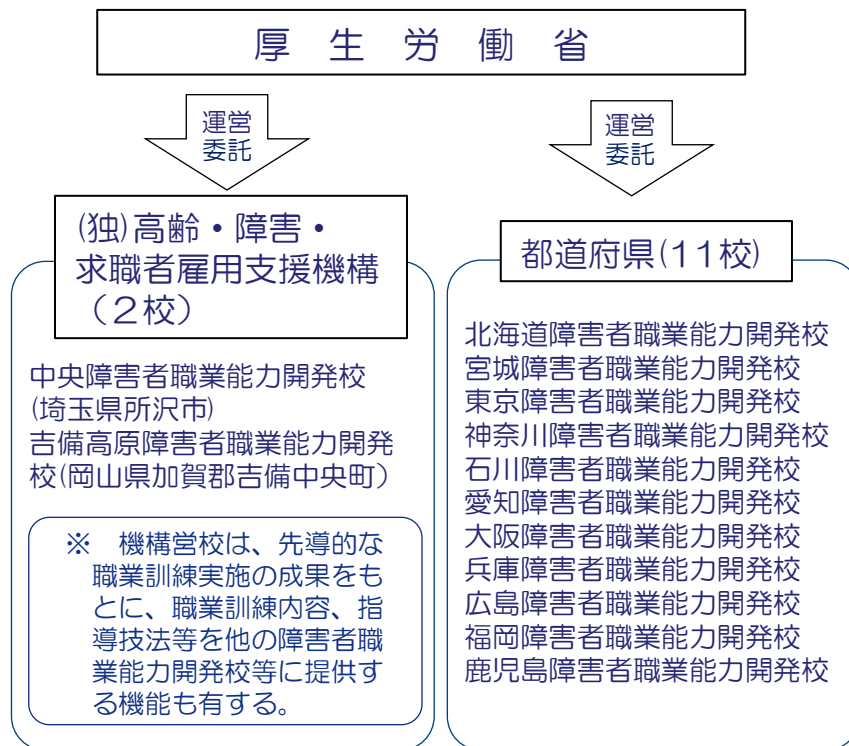 厚生労働省
運営
委託
運営
委託
(独)高齢・障害・
求職者雇用支援機構
（２校）
中央障害者職業能力開発校
(埼玉県所沢市)
吉備高原障害者職業能力開発
校(岡山県加賀郡吉備中央町）
※　機構営校は、先導的な
職業訓練実施の成果をも
とに、職業訓練内容、指
導技法等を他の障害者職
業能力開発校等に提供す
る機能も有する。
都道府県(１１校)
北海道障害者職業能力開発校
宮城障害者職業能力開発校
東京障害者職業能力開発校
神奈川障害者職業能力開発校
石川障害者職業能力開発校
愛知障害者職業能力開発校
大阪障害者職業能力開発校
兵庫障害者職業能力開発校
広島障害者職業能力開発校
福岡障害者職業能力開発校
鹿児島障害者職業能力開発校